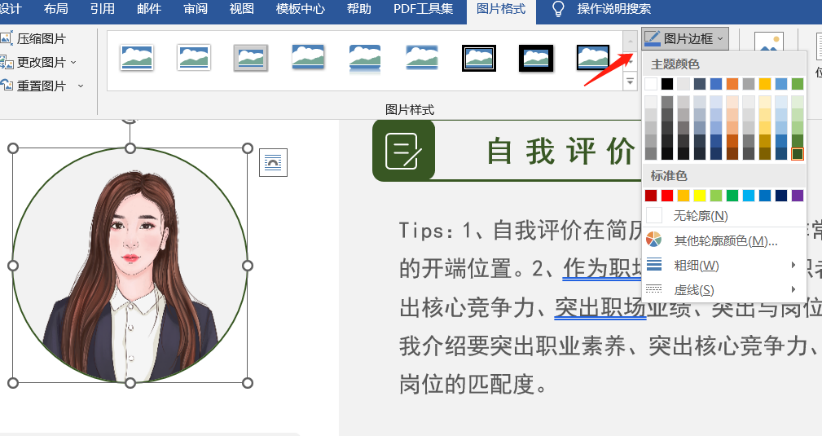 设计 布局 引用 邮件 审阅 视图 模板中心 帮助 PDF工具集 图片格式 操作说明搜索
压缩图片
更改图片
重置图片
图片边框
图片样式
主题颜色
标准色
无轮廓(N)
其他轮廓颜色(M)...
粗细(W)
虚线(S)
自我评价
Tips：1、自我评价在简历
的开端位置。2、作为职场
出核心竞争力、突出职场业绩、突出与岗位
我介绍要突出职业素养、突出核心竞争力、
岗位的匹配度。